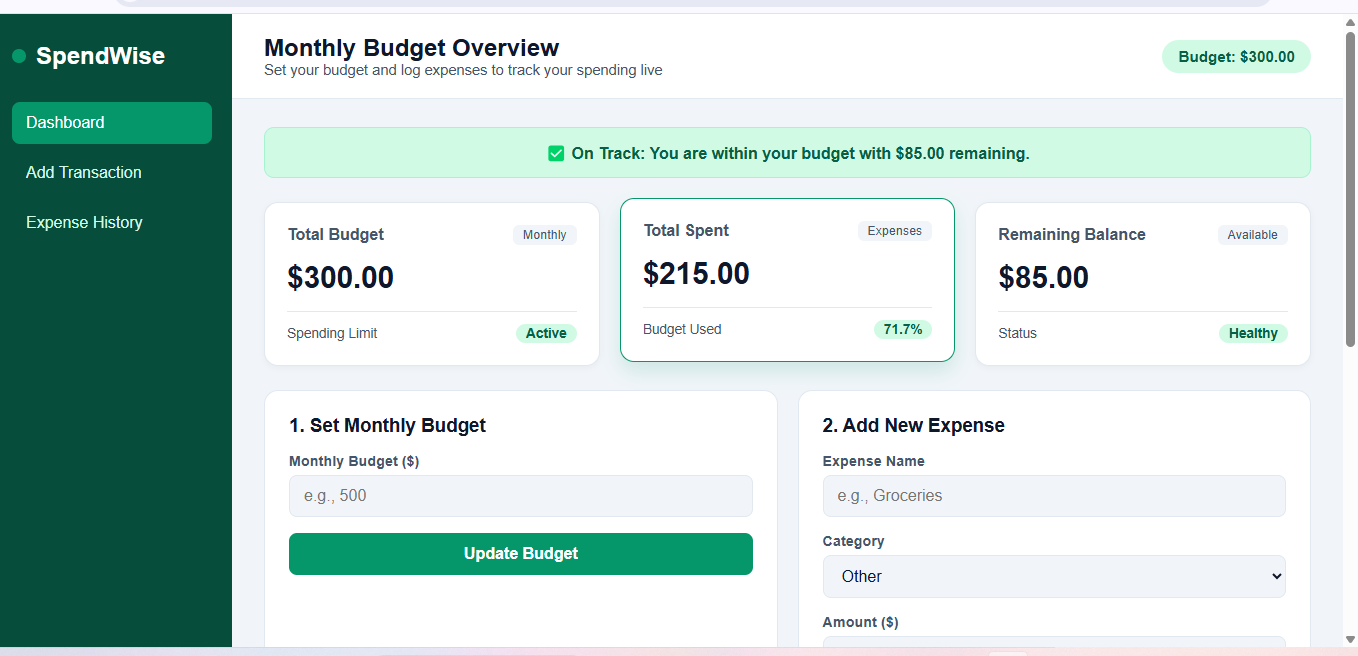 SpendWise
Dashboard
Add Transaction
Expense History
Monthly Budget Overview
Set your budget and log expenses to track your spending live
Budget: $300.00
✅ On Track: You are within your budget with $85.00 remaining.
Total Budget
Monthly
$300.00
Spending Limit
Active
Total Spent
Expenses
$215.00
Budget Used
71.7%
Remaining Balance
Available
$85.00
Status
Healthy
1. Set Monthly Budget
Monthly Budget ($)
e.g., 500
Update Budget
2. Add New Expense
Expense Name
e.g., Groceries
Category
Other
Amount ($)